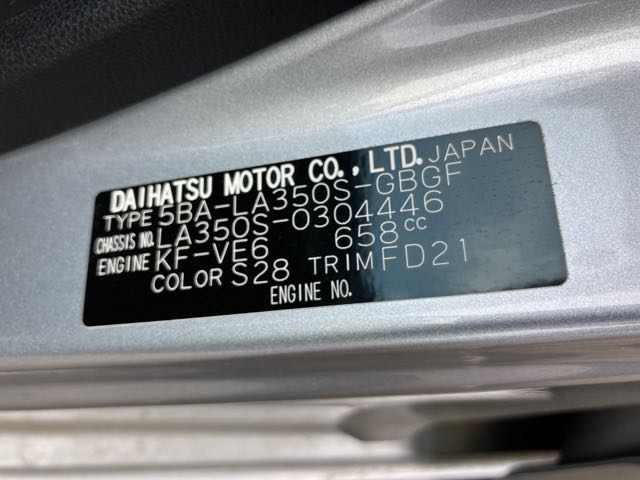 DAIHATSU MOTOR CO.,LTD. JAPAN
TYPE 5BA-LA350S-GBGF
CHASSIS NO. LA350S-0304446
ENGINE KF-VE6 658cc
COLOR S28 TRIM FD21
ENGINE NO.